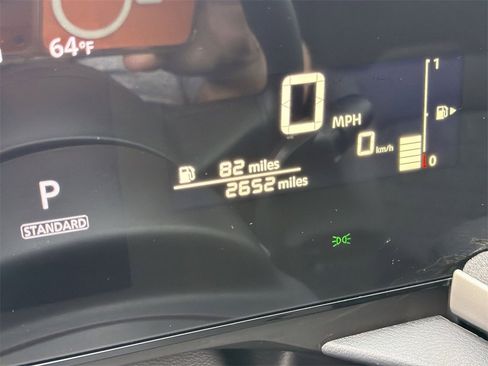 64°F
0 MPH
1
0 km/h
82 miles
0
2652 miles
P
STANDARD